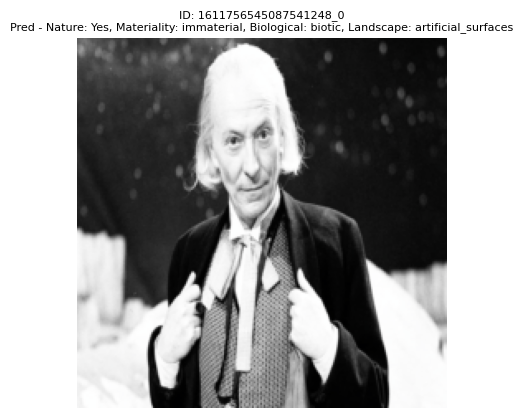 ID: 1611756545087541248_0
Pred - Nature: Yes, Materiality: immaterial, Biological: biotic, Landscape: artificial_surfaces